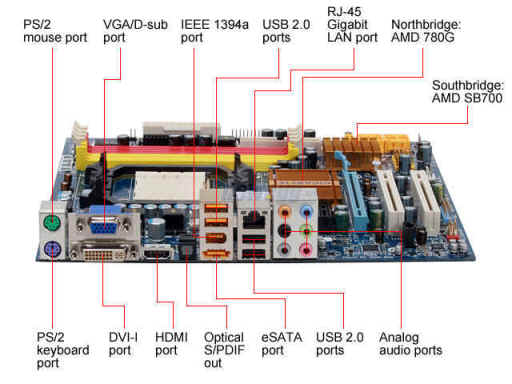 PS/2
mouse port
VGA/D-sub
port
IEEE 1394a
port
USB 2.0
ports
RJ-45
Gigabit
LAN port
Northbridge:
AMD 780G
Southbridge:
AMD SB700
PS/2
keyboard
port
DVI-I
port
HDMI
port
Optical
S/PDIF
out
eSATA
port
USB 2.0
ports
Analog
audio ports